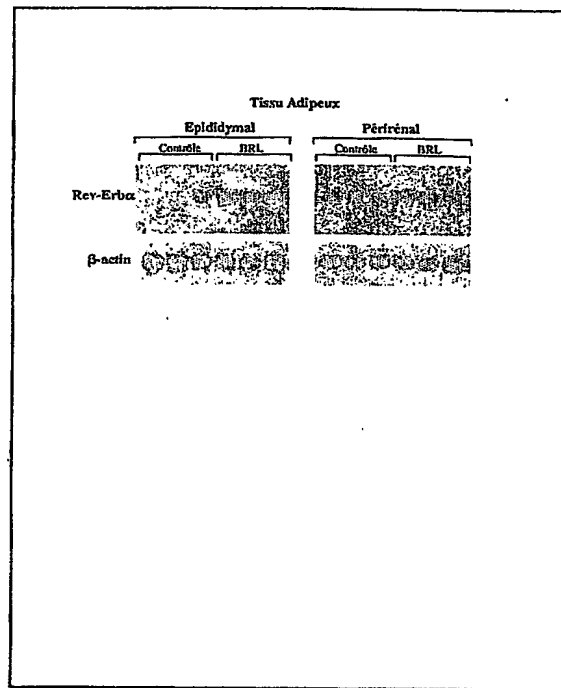 Tissu Adipeux
Epididymal Périrénal
Contrôle BRL Contrôle BRL
Rev-Erbα
β-actin